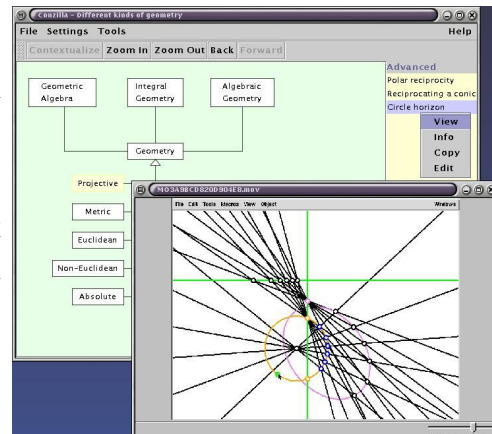 Conzilla - Different kinds of geometry
File Settings Tools Help
Contextualize Zoom In Zoom Out Back Forward
Advanced
Polar reciprocity
Reciprocating a conic
Circle horizon
View
Info
Copy
Edit
Geometric Algebra
Integral Geometry
Algebraic Geometry
Geometry
Projective
Metric
Euclidean
Non-Euclidean
Absolute
MO3A9BCD820D904E8.mov
File Edit Tools Macros View Object Windows